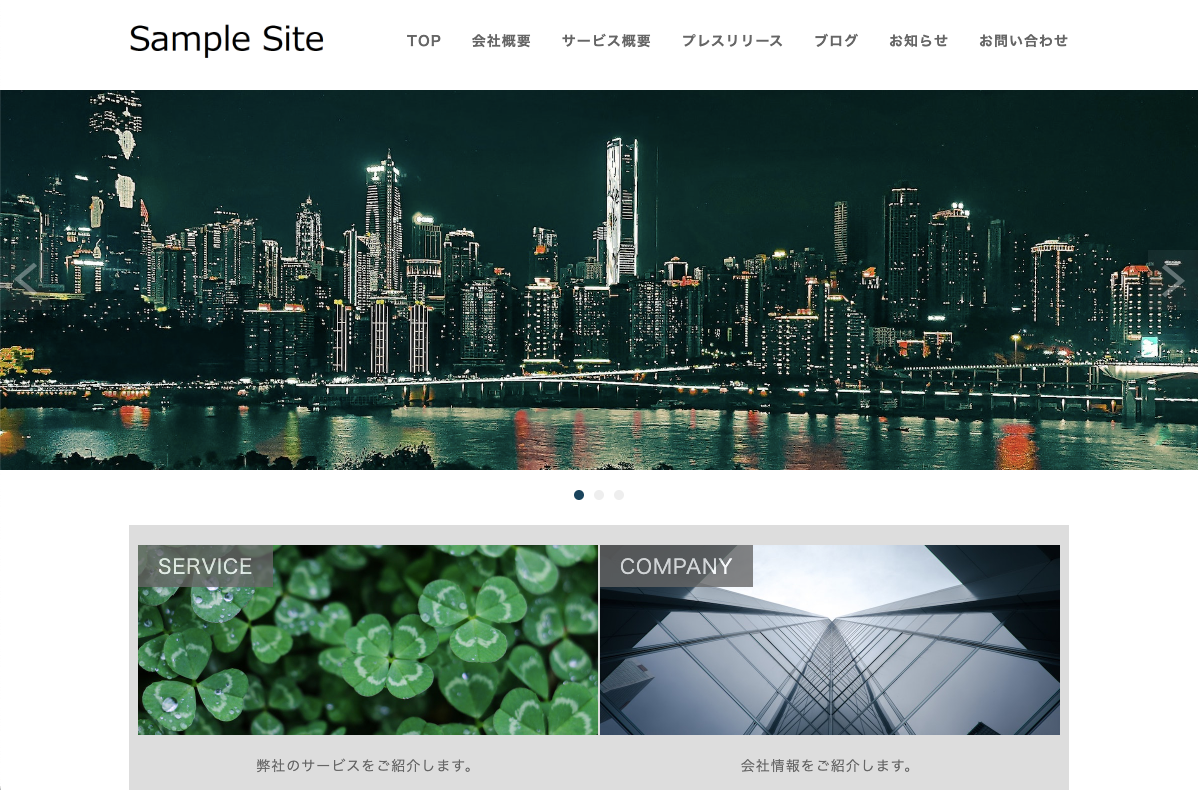 Sample Site
TOP 会社概要 サービス概要 プレスリリース ブログ お知らせ お問い合わせ
SERVICE
COMPANY
弊社のサービスをご紹介します。
会社情報をご紹介します。